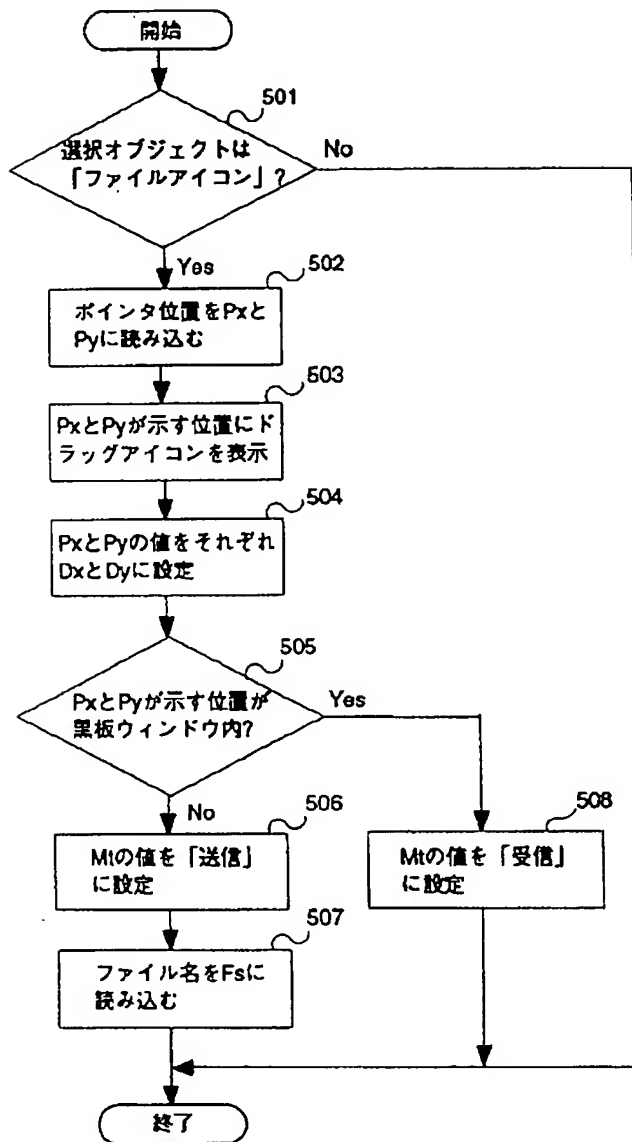 開始
501
選択オブジェクトは
「ファイルアイコン」?
No
Yes
502
ポインタ位置をPxと
Pyに読み込む
503
PxとPyが示す位置にド
ラッグアイコンを表示
504
PxとPyの値をそれぞれ
DxとDyに設定
505
PxとPyが示す位置が
黒板ウィンドウ内?
Yes
No
506
Mtの値を「送信」
に設定
508
Mtの値を「受信」
に設定
507
ファイル名をFsに
読み込む
終了